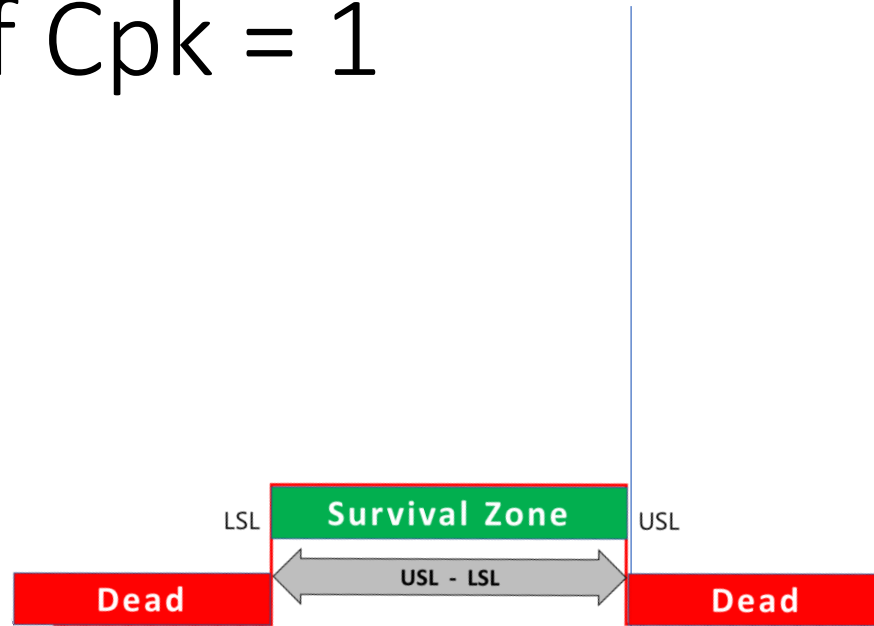 f Cpk = 1
LSL
Survival Zone
USL
USL - LSL
Dead
Dead